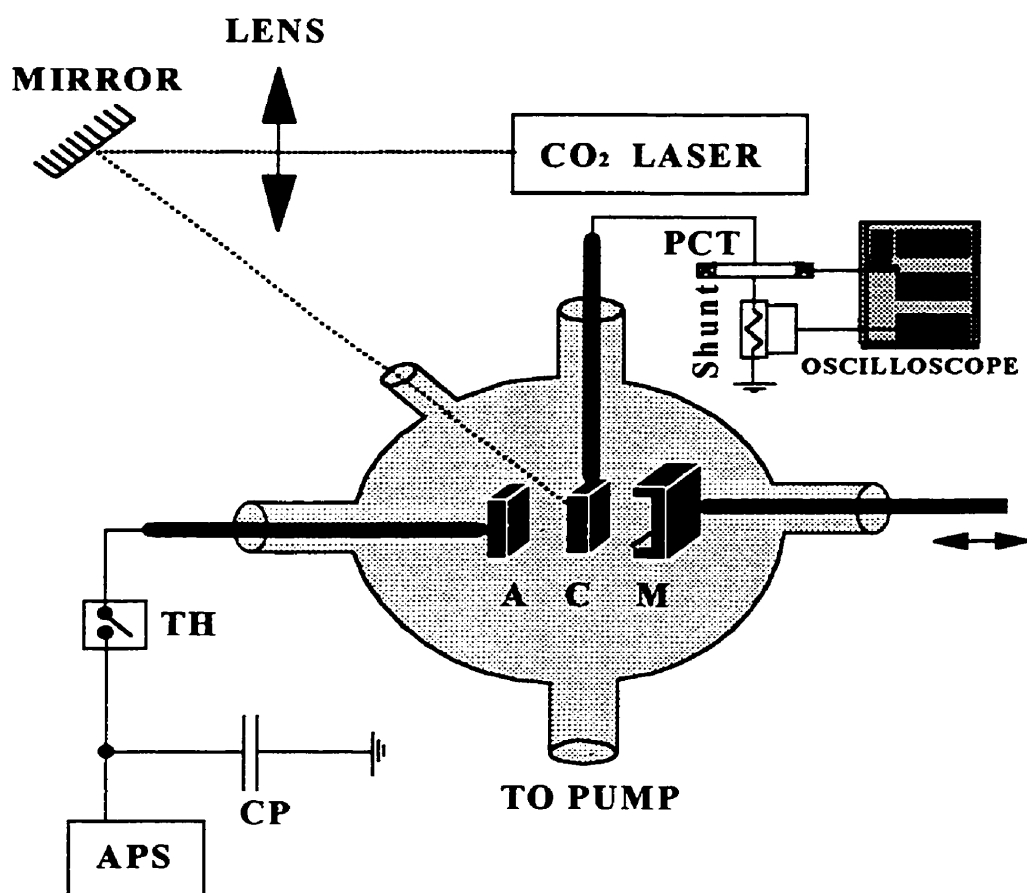 LENS
MIRROR
CO₂ LASER
PCT
Shunt
OSCILLOSCOPE
A
C
M
TH
CP
TO PUMP
APS